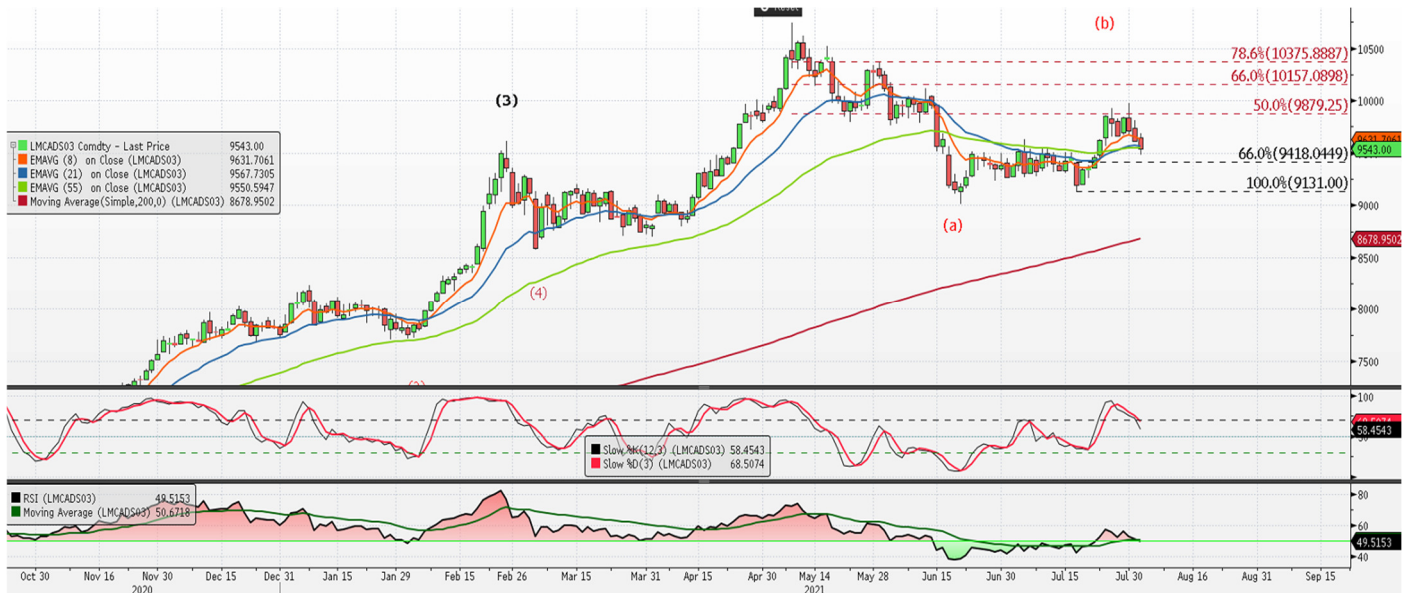 (b)
(3)
(a)
(4)
78.6%(10375.8887)
66.0%(10157.0898)
50.0%(9879.25)
66.0%(9418.0449)
100.0%(9131.00)
LMCADS03 Comdty - Last Price 9543.00
EMAVG (8) on Close (LMCADS03) 9631.7061
EMAVG (21) on Close (LMCADS03) 9567.7305
EMAVG (55) on Close (LMCADS03) 9550.5947
Moving Average(Simple,200,0) (LMCADS03) 8678.9502
10500
10000
9631.7061
9543.00
9000
8678.9502
8500
8000
7500
Slow %K(12,3) (LMCADS03) 58.4543
Slow %D(3) (LMCADS03) 68.5074
100
58.4543
50
0
RSI (LMCADS03) 49.5153
Moving Average (LMCADS03) 50.6718
80
60
49.5153
40
Oct 30 Nov 16 Nov 30 Dec 15 Dec 31 Jan 15 Jan 29 Feb 15 Feb 26 Mar 15 Mar 31 Apr 15 Apr 30 May 14 May 28 Jun 15 Jun 30 Jul 15 Jul 30 Aug 16 Aug 31 Sep 15
2020 2021